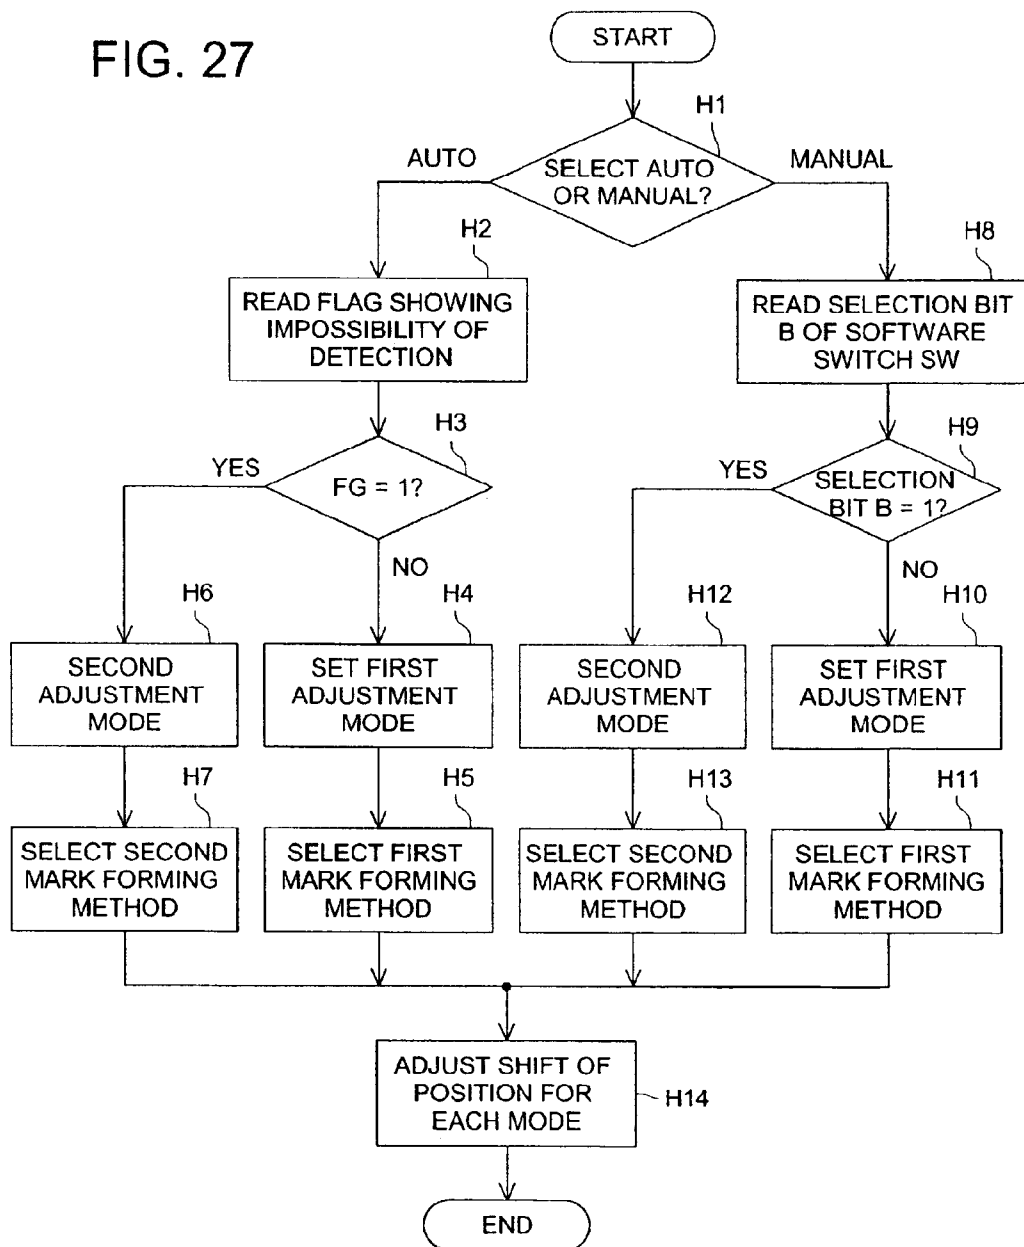 FIG. 27
START
H1
AUTO
MANUAL
SELECT AUTO
OR MANUAL?
H2
H8
READ FLAG SHOWING
IMPOSSIBILITY OF
DETECTION
READ SELECTION BIT
B OF SOFTWARE
SWITCH SW
H3
H9
YES
FG = 1?
NO
YES
SELECTION
BIT B = 1?
NO
H6
H4
H12
H10
SECOND
ADJUSTMENT
MODE
SET FIRST
ADJUSTMENT
MODE
SECOND
ADJUSTMENT
MODE
SET FIRST
ADJUSTMENT
MODE
H7
H5
H13
H11
SELECT SECOND
MARK FORMING
METHOD
SELECT FIRST
MARK FORMING
METHOD
SELECT SECOND
MARK FORMING
METHOD
SELECT FIRST
MARK FORMING
METHOD
ADJUST SHIFT OF
POSITION FOR
EACH MODE
H14
END